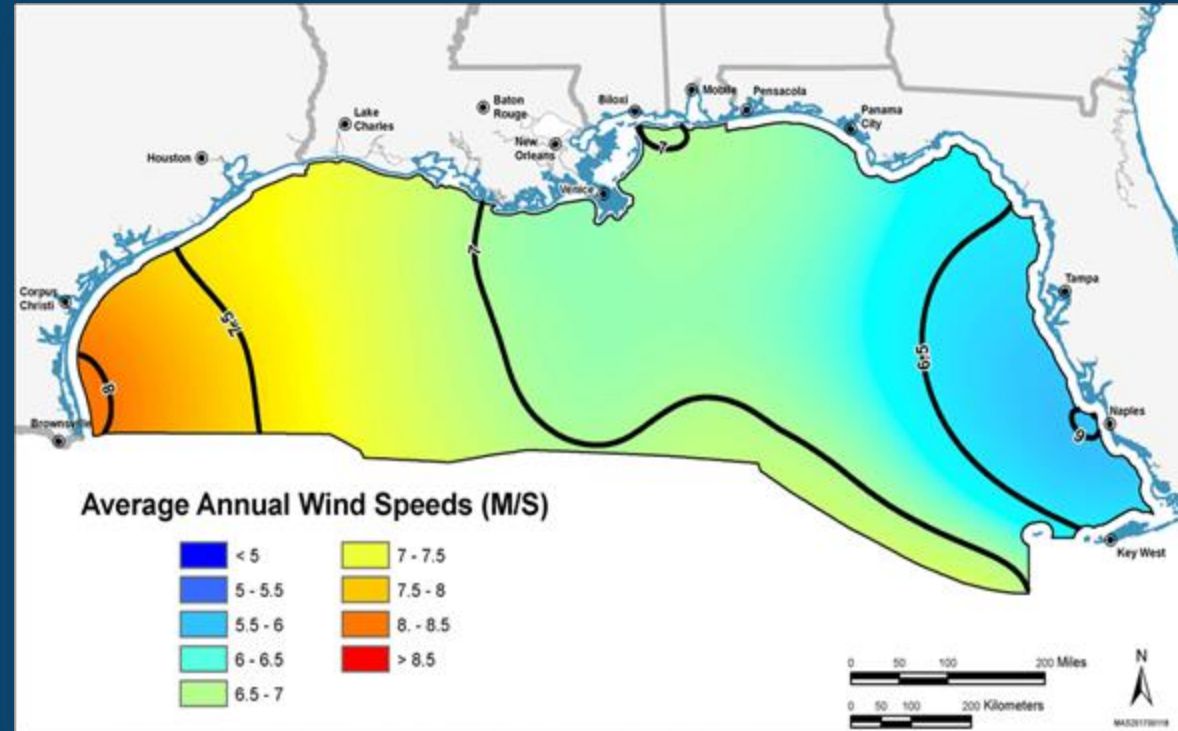 Mobile
Pensacola
Biloxi
Baton
Rouge
Panama
City
Lake
Charles
New
Orleans
Houston
7
Venice
7
Tampa
Corpus
Christi
7.5
6.5
8
Naples
6
Brownsville
Average Annual Wind Speeds (M/S)
< 5
5 - 5.5
5.5 - 6
6 - 6.5
6.5 - 7
7 - 7.5
7.5 - 8
8. - 8.5
> 8.5
Key West
0 50 100 200 Miles
0 50 100 200 Kilometers
N
MAS201700118